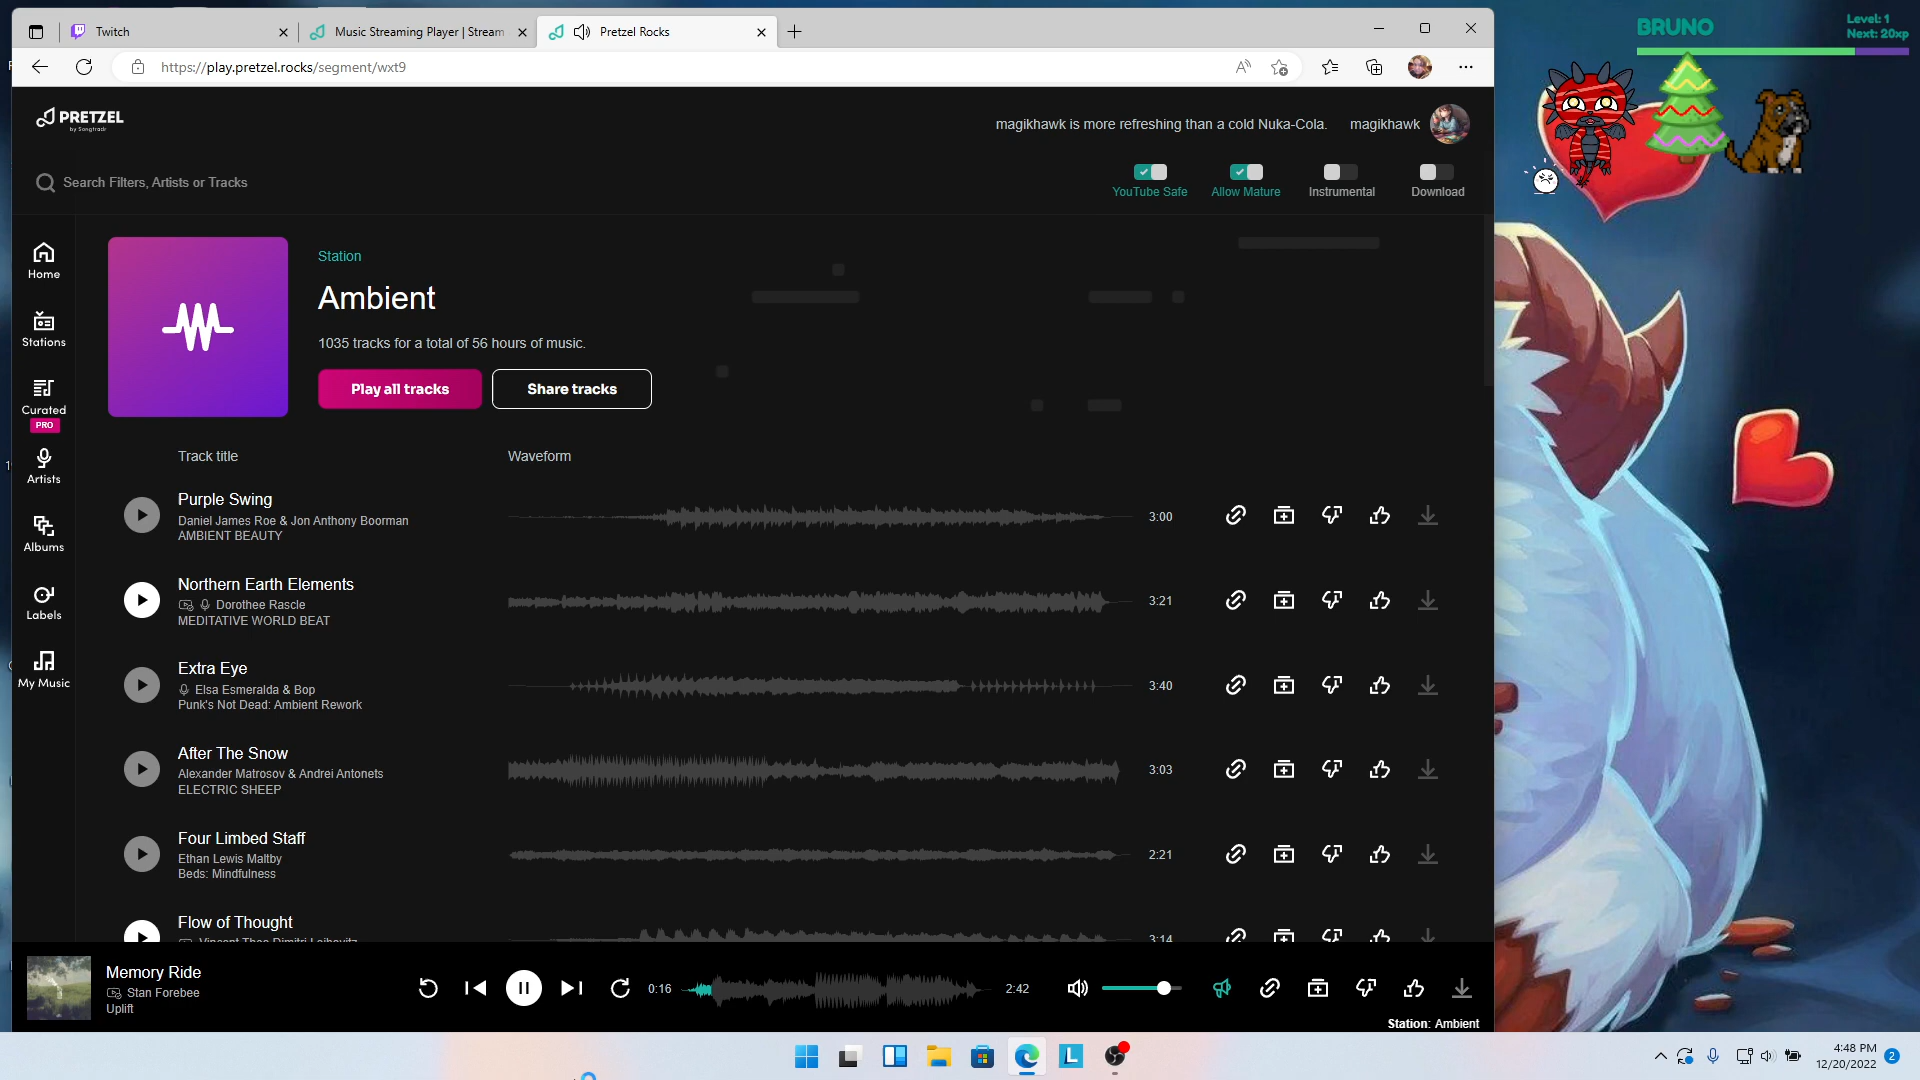 Twitch
Music Streaming Player | Stream
Pretzel Rocks
https://play.pretzel.rocks/segment/wxt9
BRUNO
Level: 1
Next: 20xp
PRETZEL
by Songtradr
magikhawk is more refreshing than a cold Nuka-Cola.
magikhawk
Search Filters, Artists or Tracks
YouTube Safe
Allow Mature
Instrumental
Download
Home
Stations
Curated
PRO
Artists
Albums
Labels
My Music
Station
Ambient
1035 tracks for a total of 56 hours of music.
Play all tracks
Share tracks
Track title
Waveform
Purple Swing
Daniel James Roe & Jon Anthony Boorman
AMBIENT BEAUTY
3:00
Northern Earth Elements
Dorothee Rascle
MEDITATIVE WORLD BEAT
3:21
Extra Eye
Elsa Esmeralda & Bop
Punk's Not Dead: Ambient Rework
3:40
After The Snow
Alexander Matrosov & Andrei Antonets
ELECTRIC SHEEP
3:03
Four Limbed Staff
Ethan Lewis Maltby
Beds: Mindfulness
2:21
Flow of Thought
3:14
Memory Ride
Stan Forebee
Uplift
0:16
2:42
Station: Ambient
L
4:48 PM
12/20/2022
2